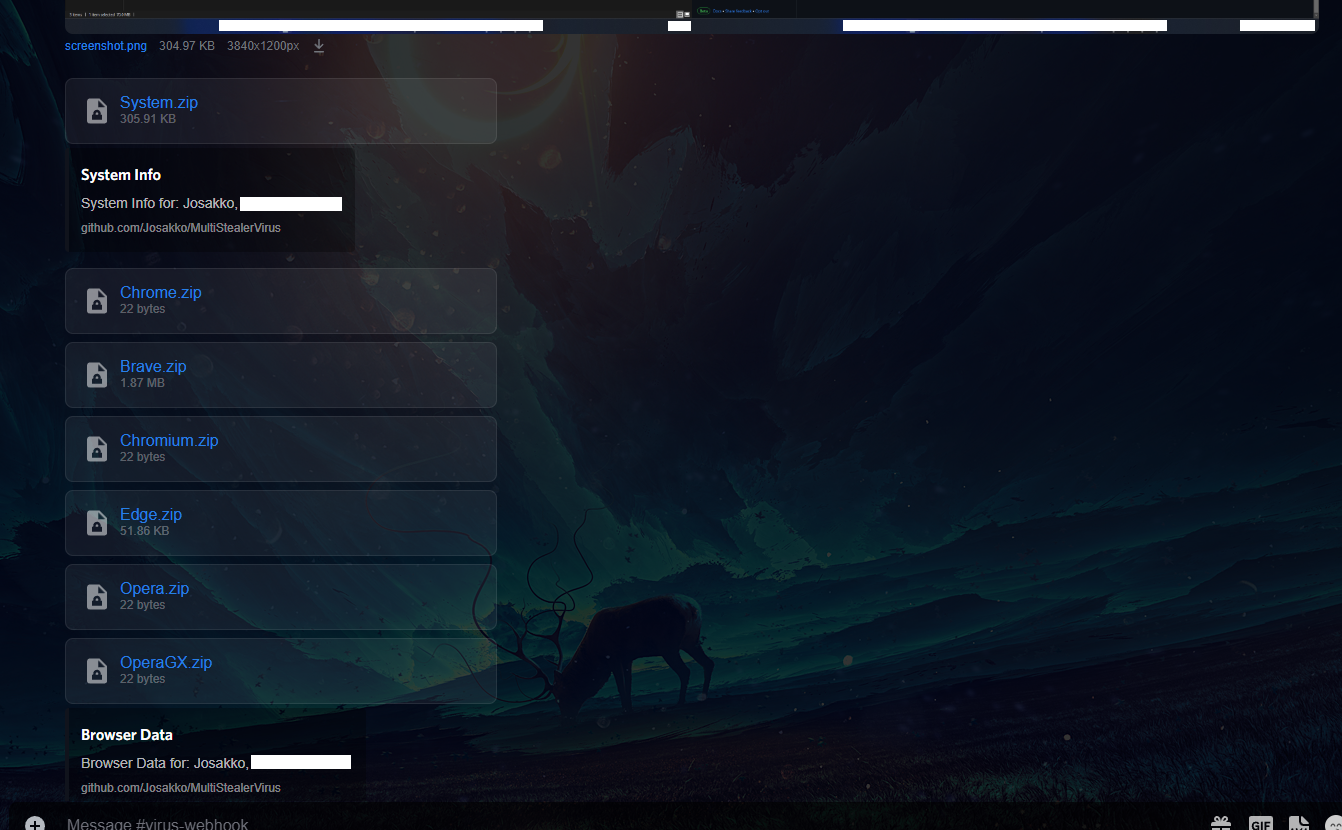 screenshot.png 304.97 KB 3840x1200px
System.zip
305.91 KB
System Info
System Info for: Josakko,
github.com/Josakko/MultiStealerVirus
Chrome.zip
22 bytes
Brave.zip
1.87 MB
Chromium.zip
22 bytes
Edge.zip
51.86 KB
Opera.zip
22 bytes
OperaGX.zip
22 bytes
Browser Data
Browser Data for: Josakko,
github.com/Josakko/MultiStealerVirus
Message #virus-webhook
GIF